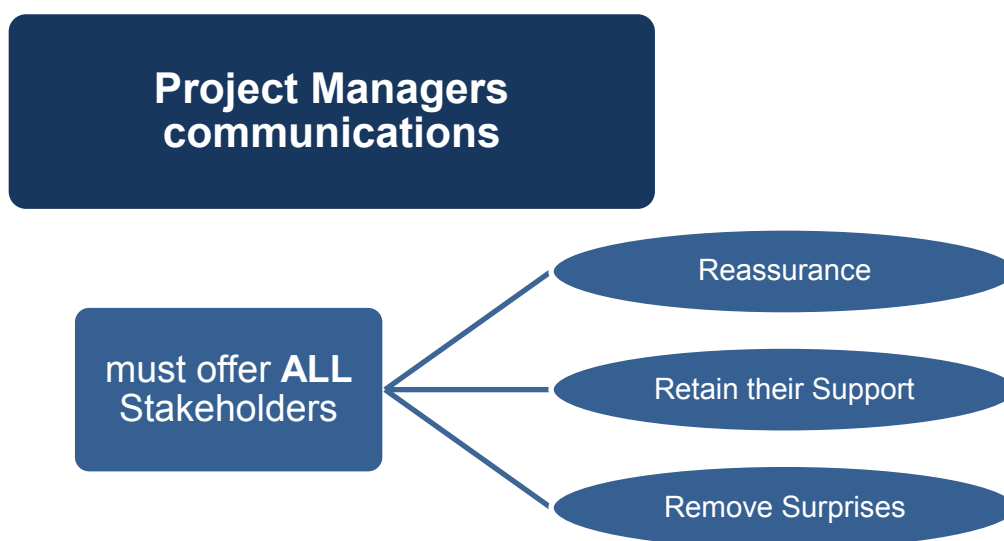 Project Managers
communications
must offer ALL
Stakeholders
Reassurance
Retain their Support
Remove Surprises